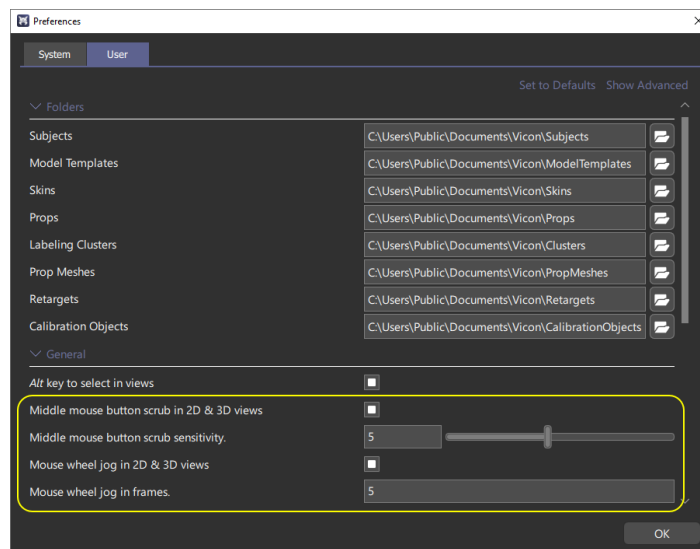 Preferences
System User
Set to Defaults Show Advanced
Folders
Subjects C:\Users\Public\Documents\Vicon\Subjects
Model Templates C:\Users\Public\Documents\Vicon\ModelTemplates
Skins C:\Users\Public\Documents\Vicon\Skins
Props C:\Users\Public\Documents\Vicon\Props
Labeling Clusters C:\Users\Public\Documents\Vicon\Clusters
Prop Meshes C:\Users\Public\Documents\Vicon\PropMeshes
Retargets C:\Users\Public\Documents\Vicon\Retargets
Calibration Objects C:\Users\Public\Documents\Vicon\CalibrationObjects
General
Alt key to select in views
Middle mouse button scrub in 2D & 3D views
Middle mouse button scrub sensitivity. 5
Mouse wheel jog in 2D & 3D views
Mouse wheel jog in frames. 5
OK